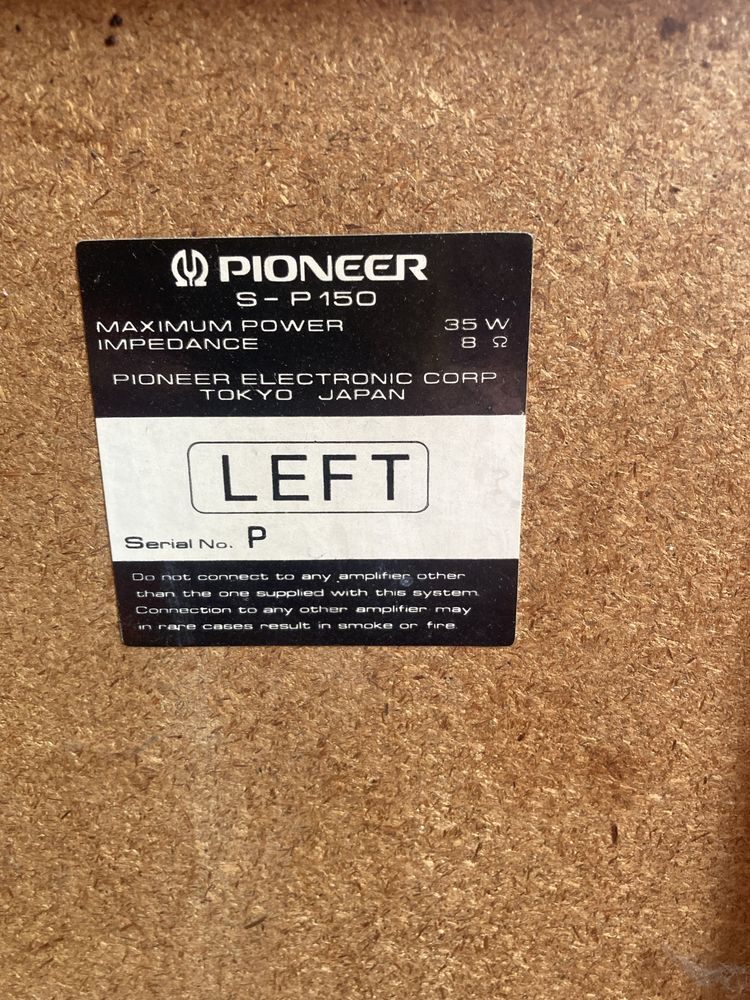 PIONEER
S-P150
MAXIMUM POWER 35 W
IMPEDANCE 8 Ω
PIONEER ELECTRONIC CORP
TOKYO JAPAN
LEFT
Serial No. P
Do not connect to any amplifier other
than the one supplied with this system.
Connection to any other amplifier may
in rare cases result in smoke or fire.